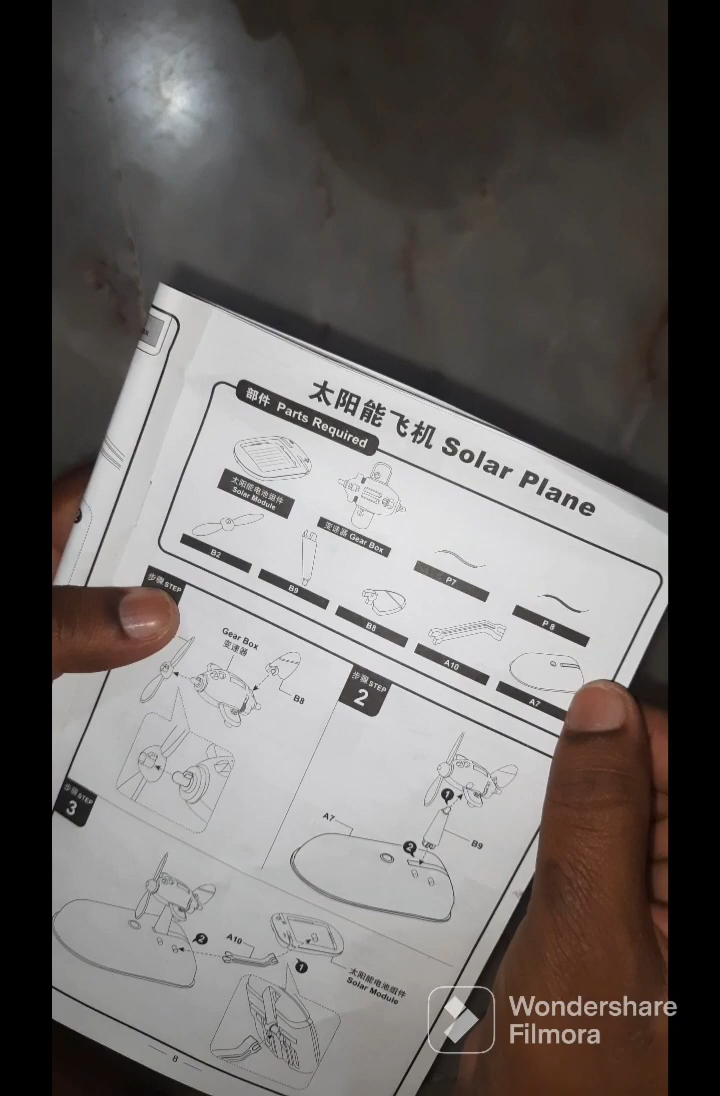 太阳能飞机 Solar Plane
部件 Parts Required
太阳能电池组件
Solar Module
变速器 Gear Box
P7
P8
B2
B9
B8
A10
A7
步骤 STEP
Gear Box
变速器
B8
步骤 STEP
2
1
A7
B9
2
步骤 STEP
3
2
A10
1
太阳能电池组件
Solar Module
8
Wondershare
Filmora